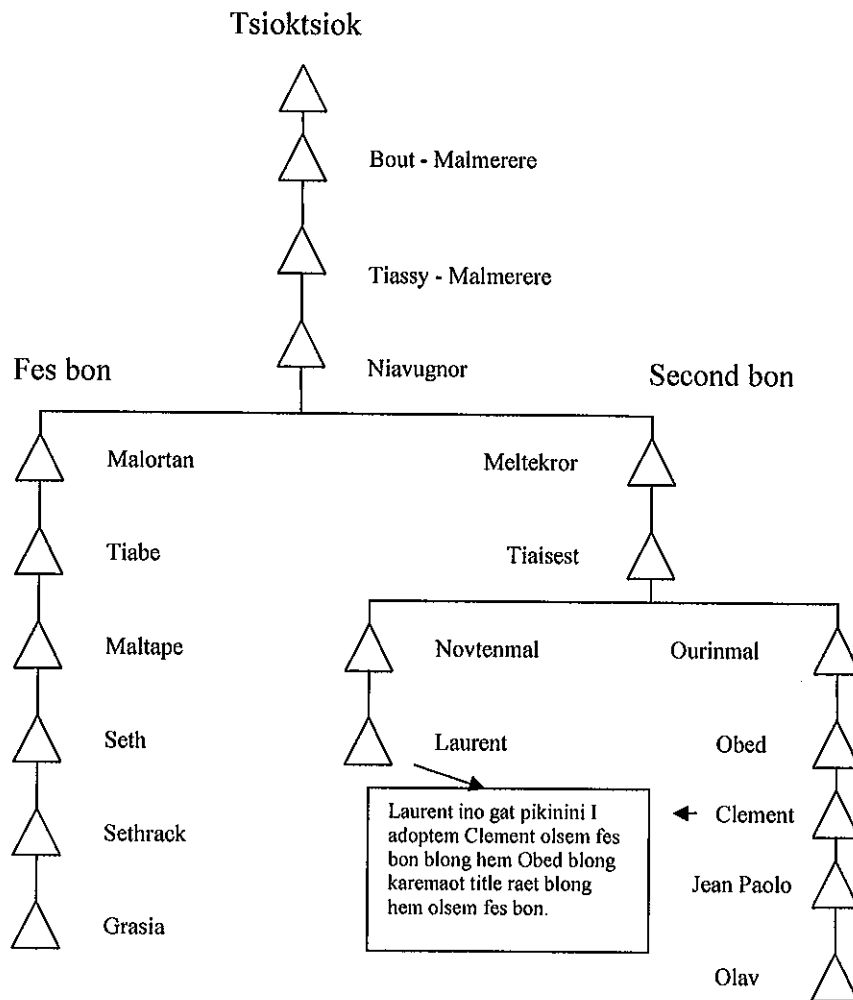 Tsioktsiok
Bout - Malmerere
Tiassy - Malmerere
Niavugnor
Fes bon
Second bon
Malortan
Meltekror
Tiabe
Tiaisest
Maltape
Novtenmal
Ourinmal
Seth
Laurent
Obed
Laurent ino gat pikinini I
adoptem Clement olsem fes
bon blong hem Obed blong
karemaot title raet blong
hem olsem fes bon.
Clement
Sethrack
Jean Paolo
Grasia
Olav